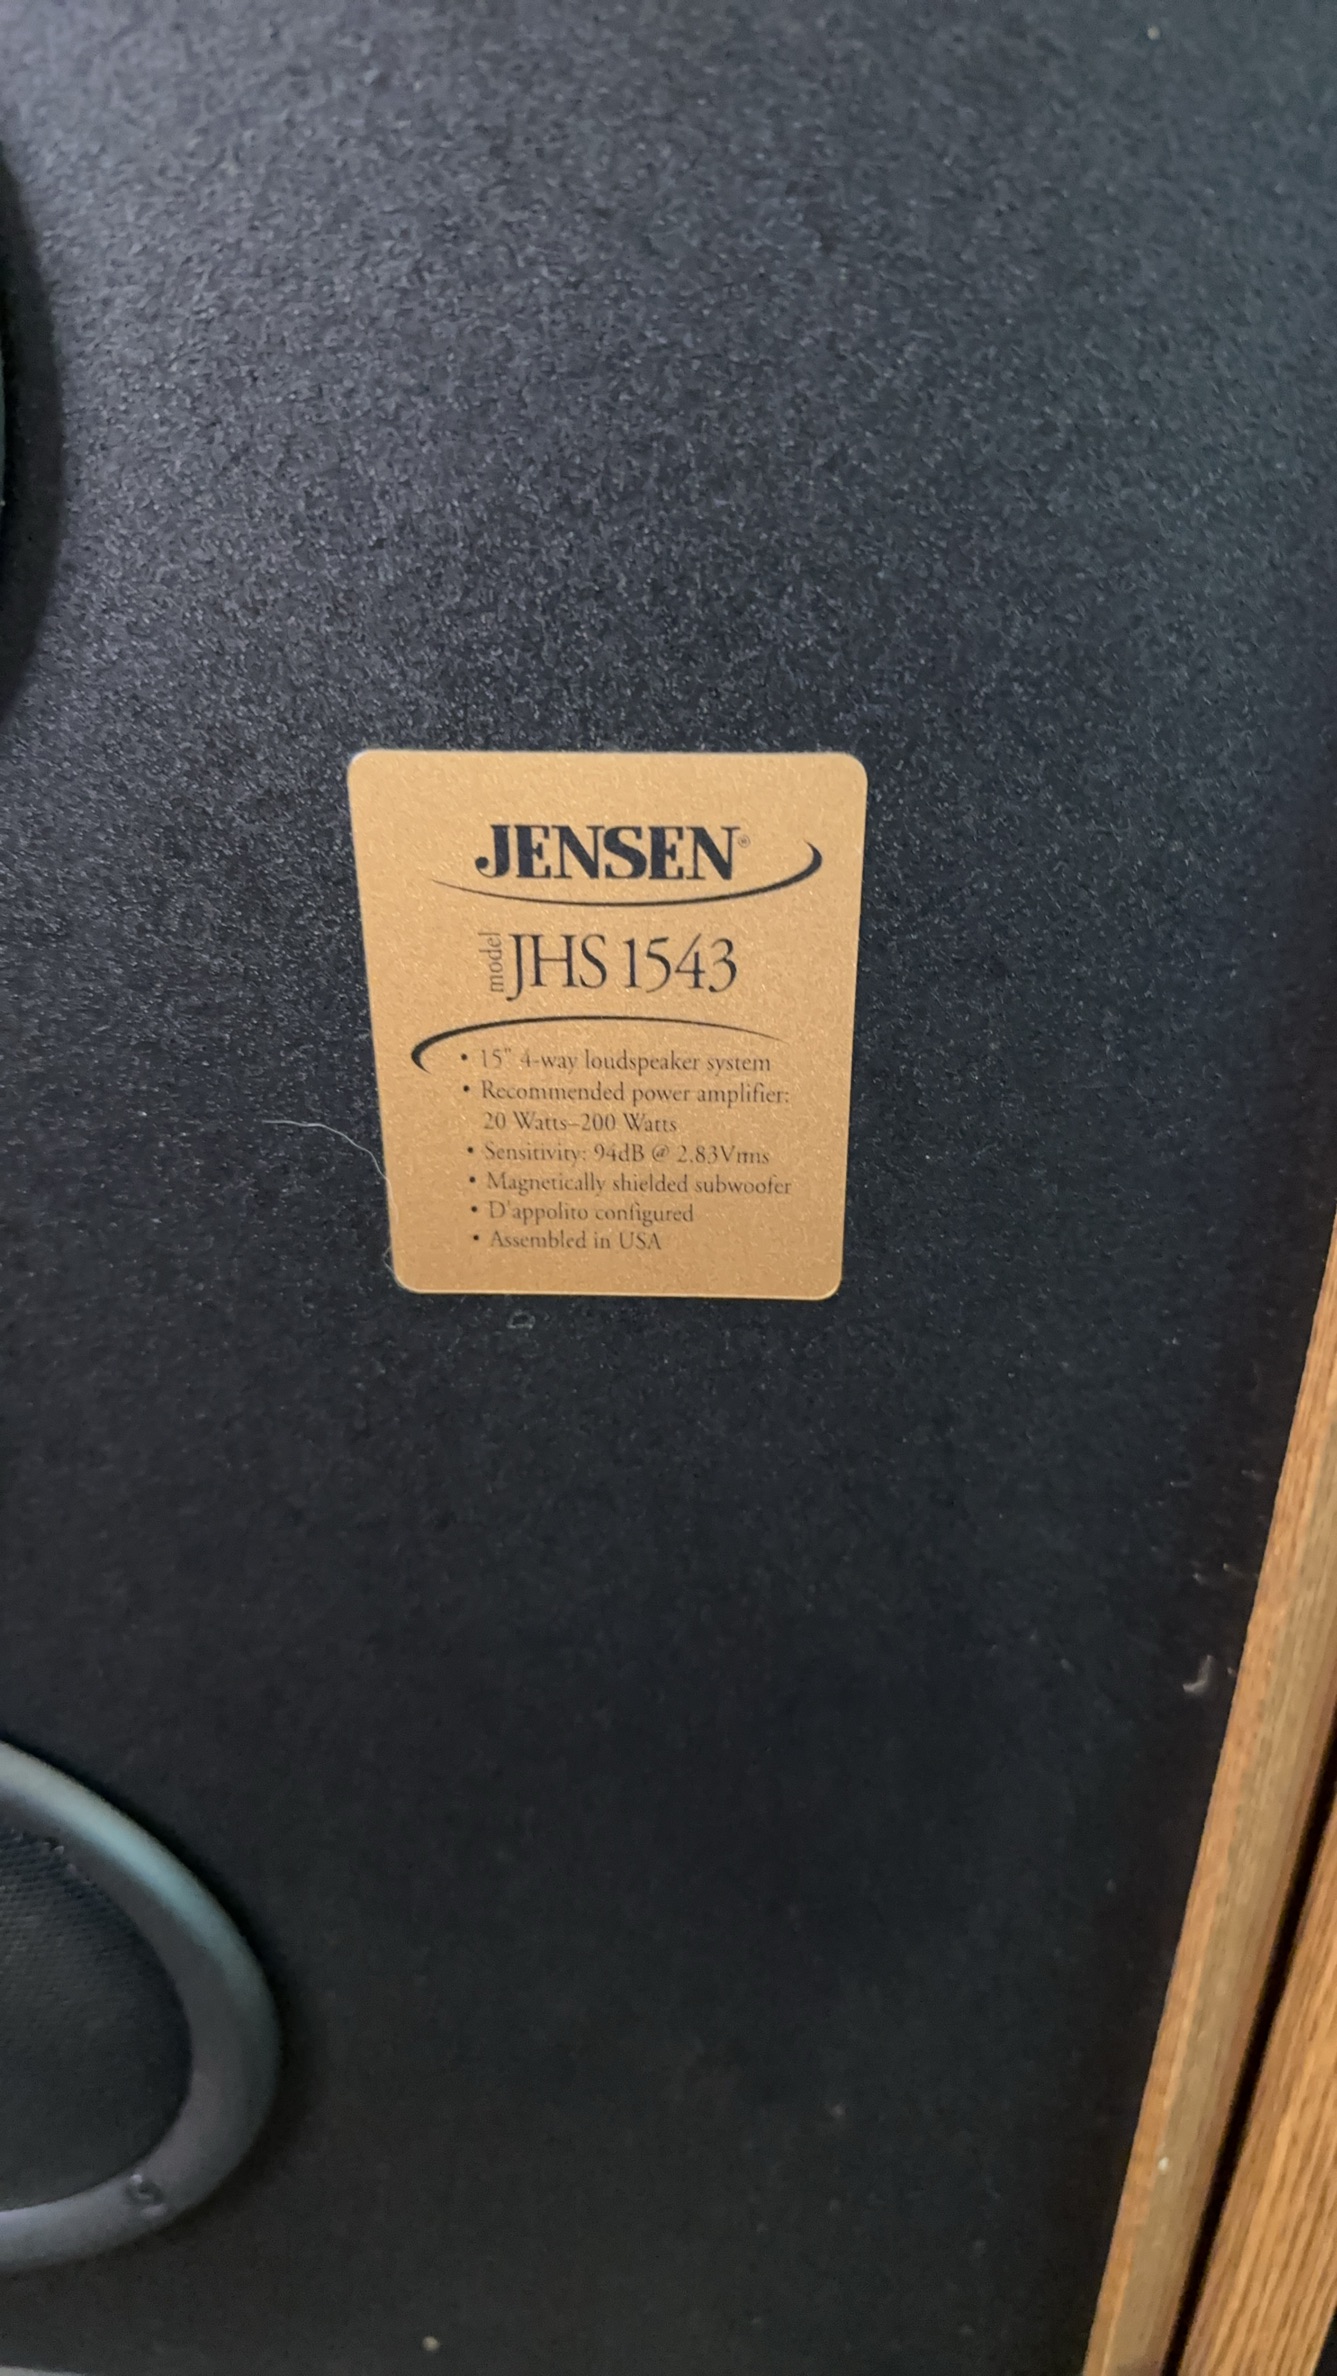 JENSEN®
model JHS 1543
• 15" 4-way loudspeaker system
• Recommended power amplifier:
20 Watts–200 Watts
• Sensitivity: 94dB @ 2.83Vrms
• Magnetically shielded subwoofer
• D'appolito configured
• Assembled in USA